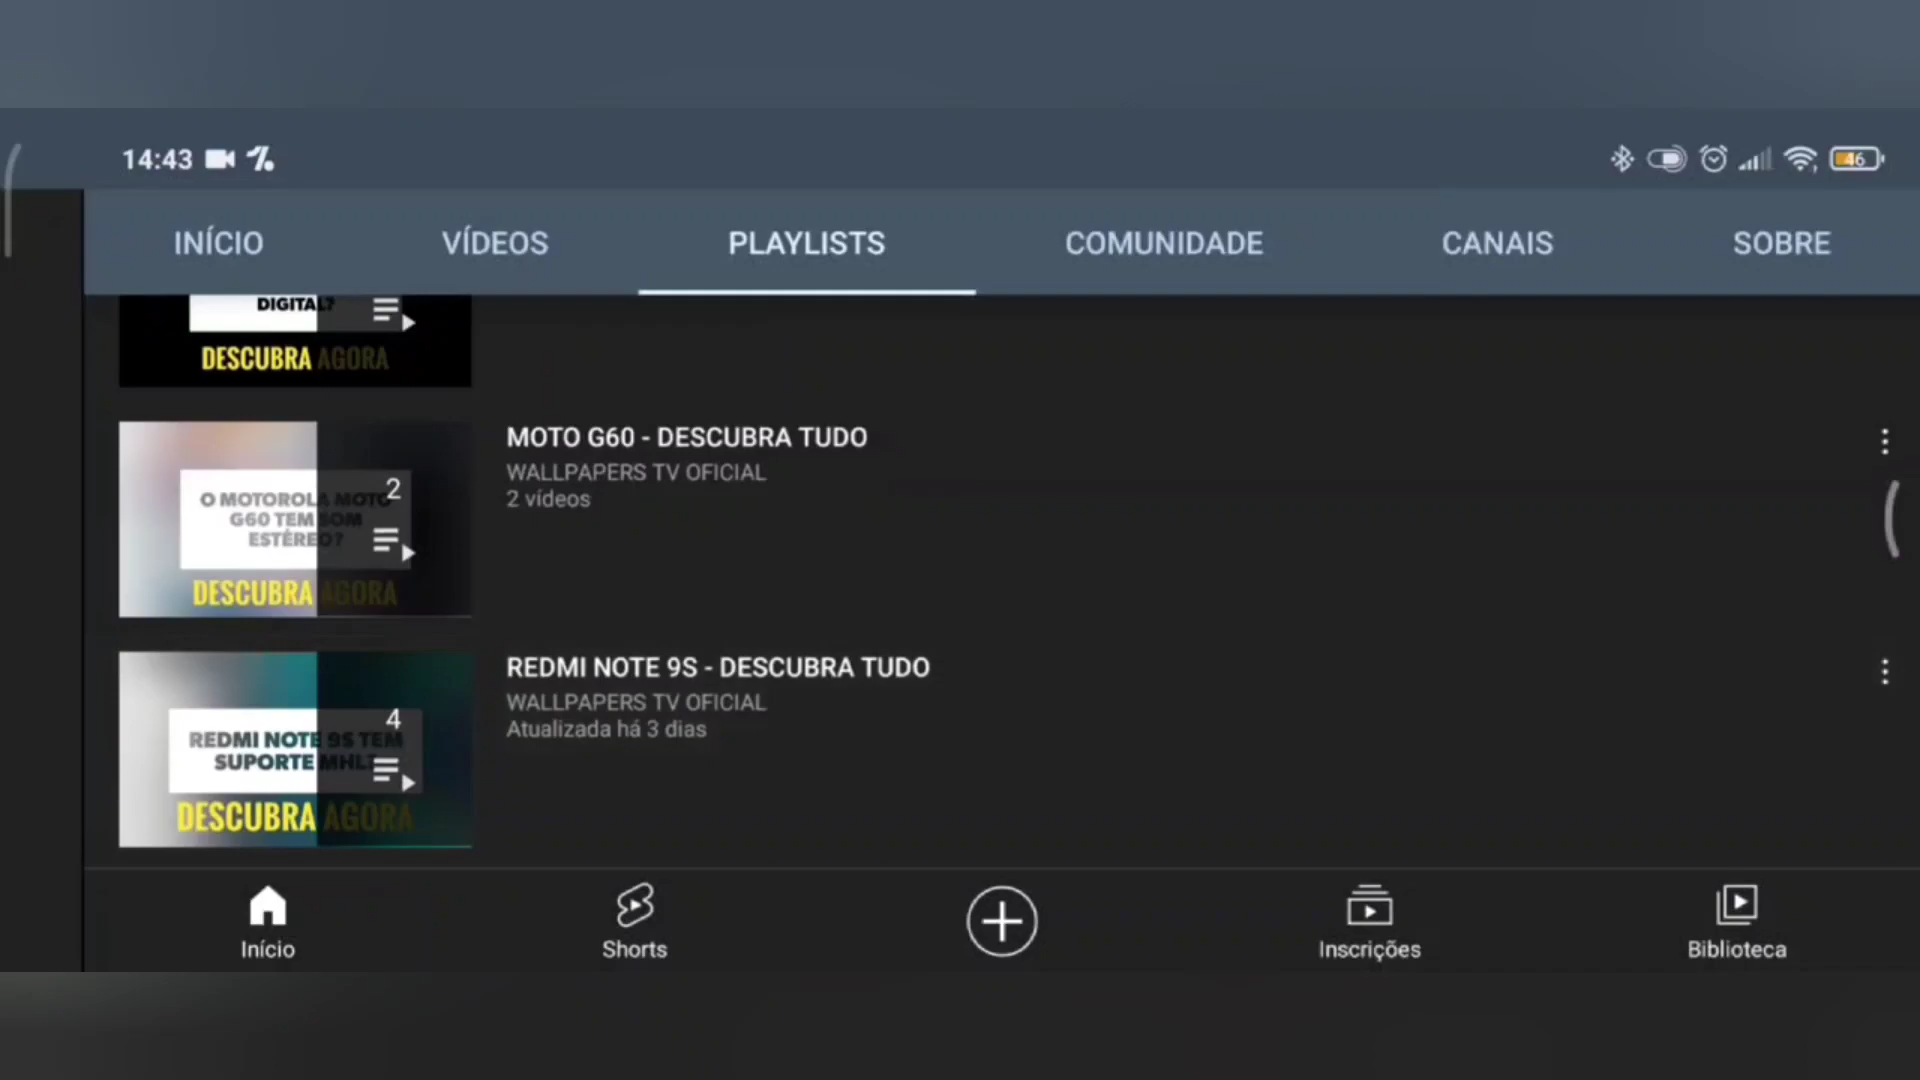 14:43
46
INÍCIO VÍDEOS PLAYLISTS COMUNIDADE CANAIS SOBRE
DIGITAL?
DESCUBRA AGORA
MOTO G60 - DESCUBRA TUDO
WALLPAPERS TV OFICIAL
2 vídeos
2
O MOTOROLA MOTO
G60 TEM SOM
ESTÉREO?
DESCUBRA AGORA
REDMI NOTE 9S - DESCUBRA TUDO
WALLPAPERS TV OFICIAL
Atualizada há 3 dias
4
REDMI NOTE 9S TEM
SUPORTE MHL?
DESCUBRA AGORA
Início Shorts Inscrições Biblioteca